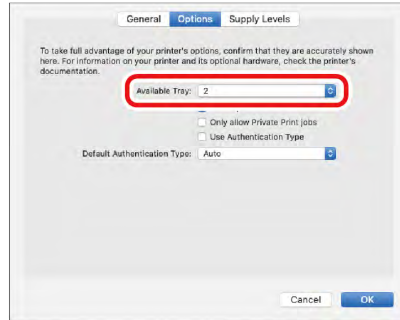 General Options Supply Levels
To take full advantage of your printer's options, confirm that they are accurately shown
here. For information on your printer and its optional hardware, check the printer's
documentation.
Available Tray: 2
Only allow Private Print jobs
Use Authentication Type
Default Authentication Type: Auto
Cancel OK